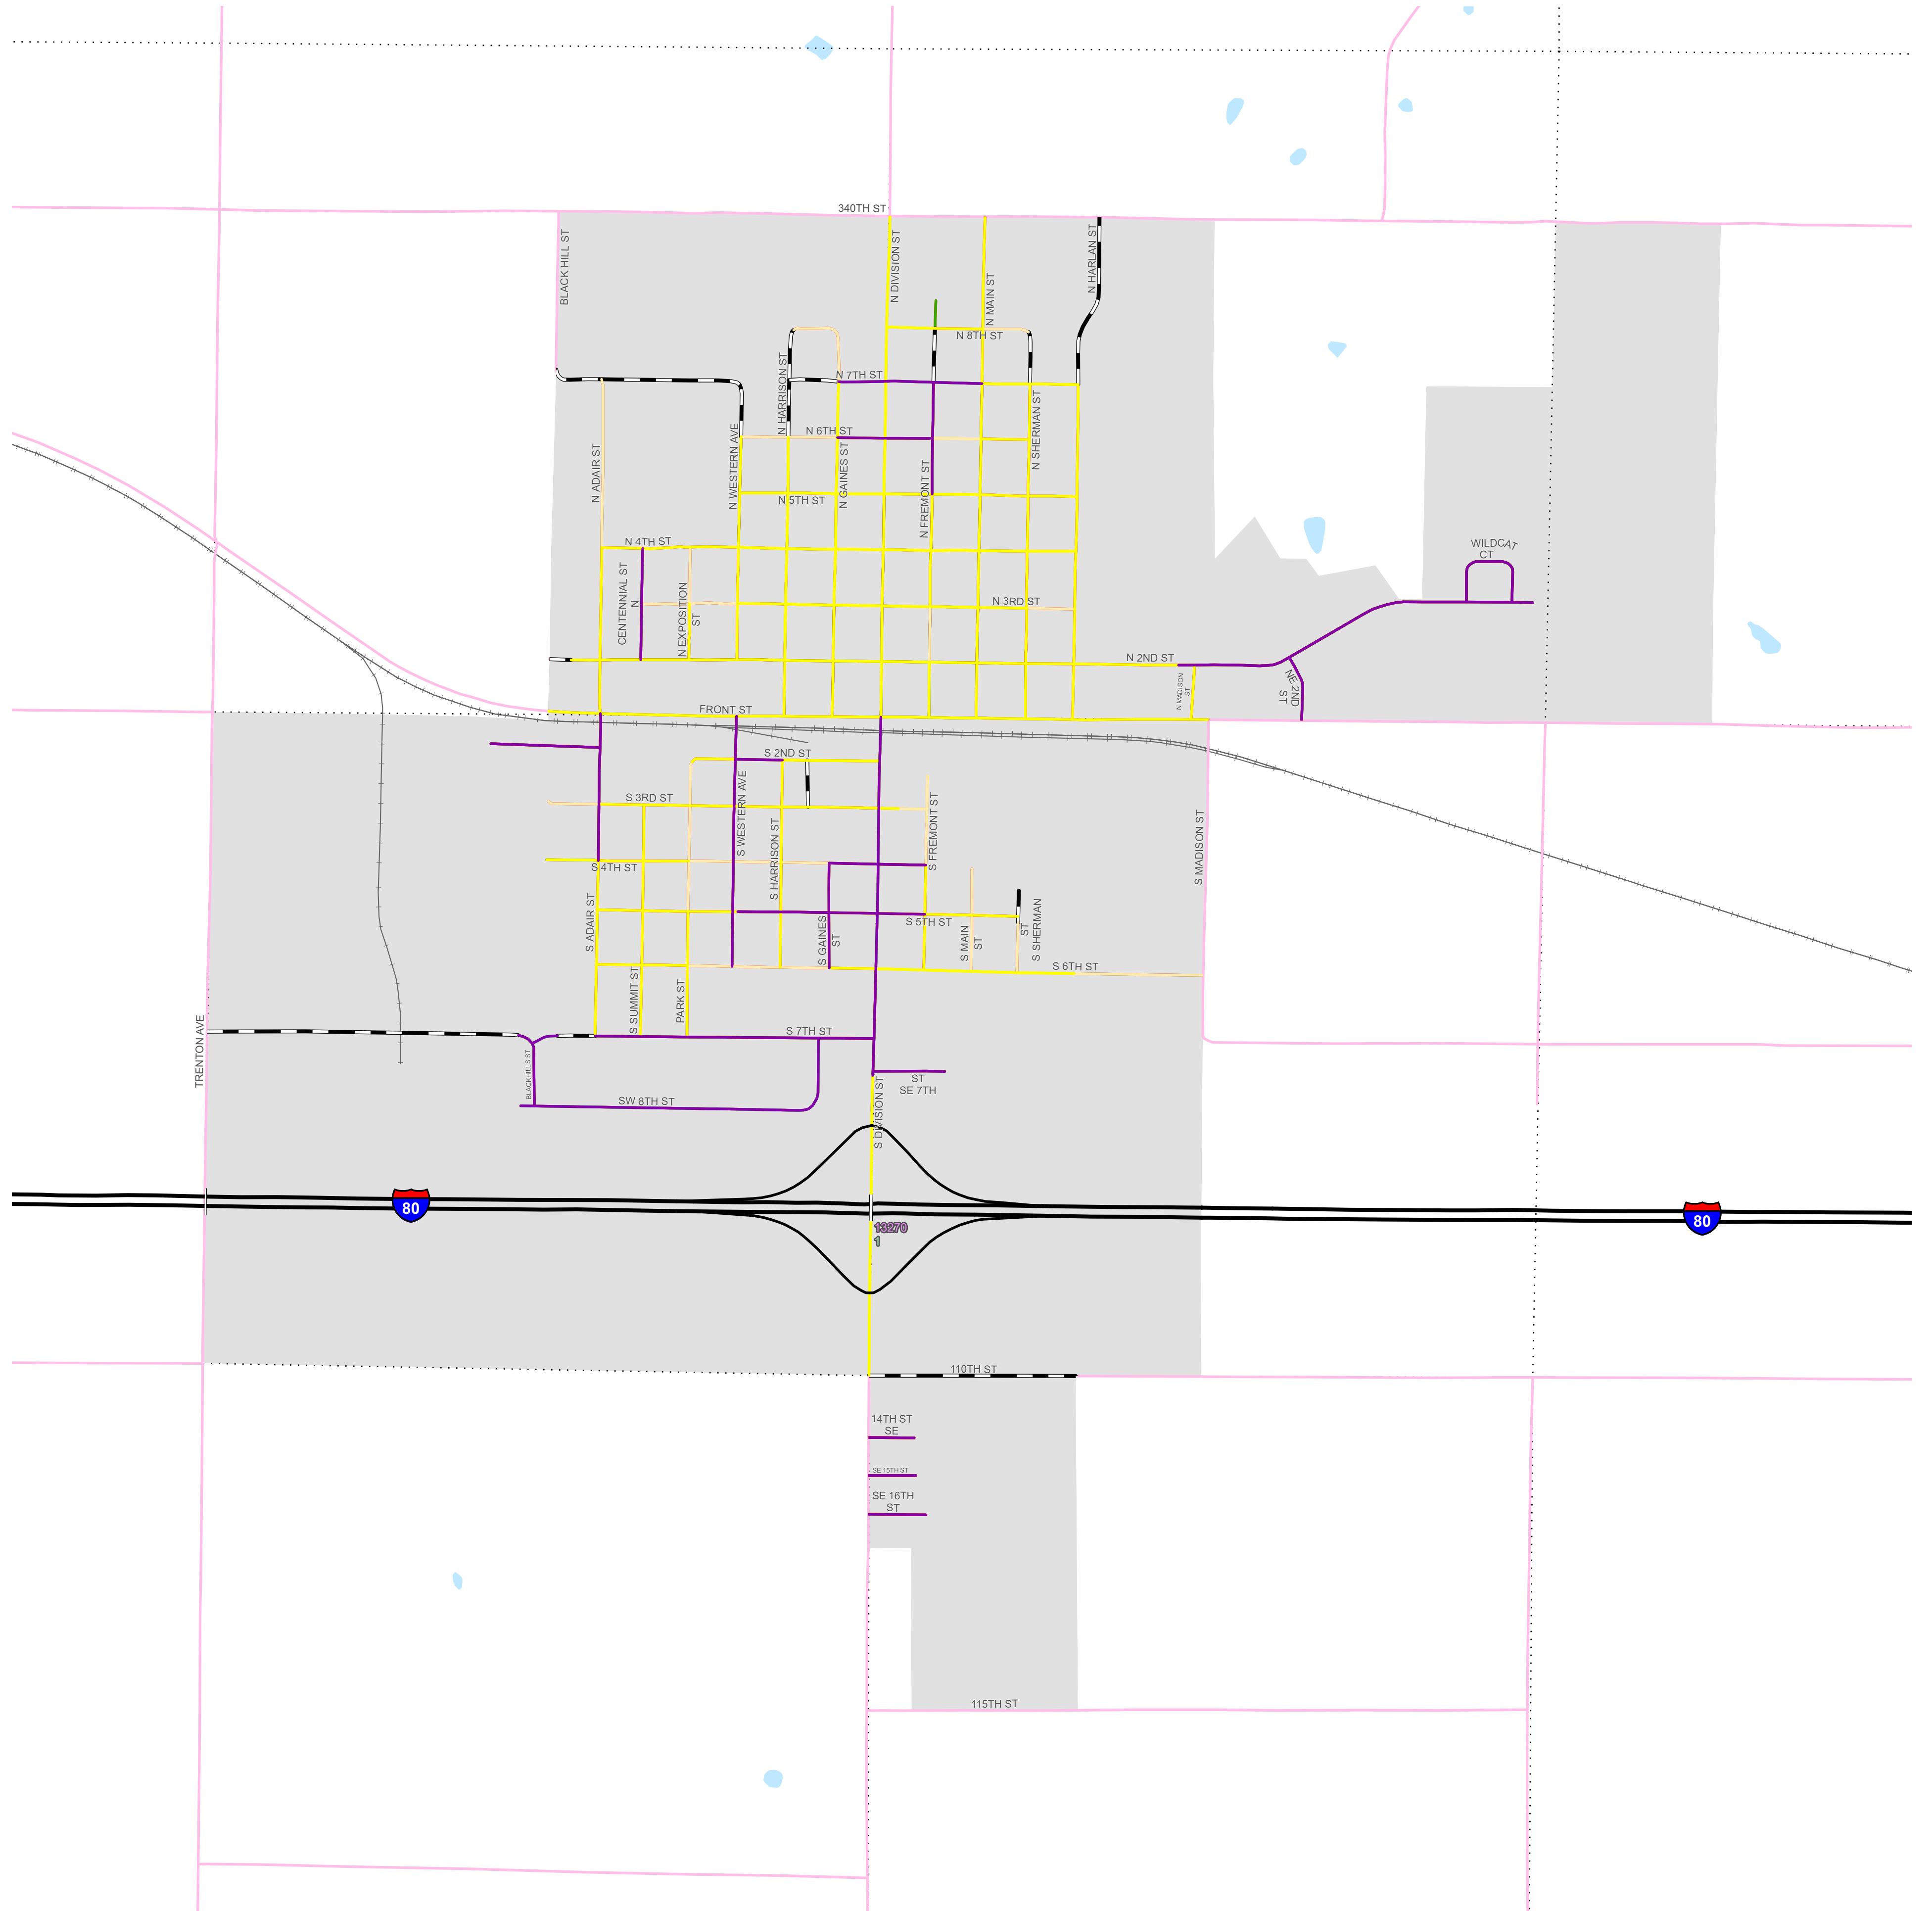 340TH ST
BLACK HILL ST
N DIVISION ST
N MAIN ST
N HARLAN ST
N 8TH ST
N HARRISON ST
N 7TH ST
N ADAIR ST
N WESTERN AVE
N 6TH ST
N GAINES ST
N FREMONT ST
N SHERMAN ST
N 5TH ST
N 4TH ST
WILDCAT
CT
CENTENNIAL ST
N
N EXPOSITION
ST
N 3RD ST
N 2ND ST
N MADISON
ST
NE 2ND
ST
FRONT ST
S 2ND ST
S WESTERN AVE
S 3RD ST
S HARRISON ST
S FREMONT ST
S MADISON ST
S 4TH ST
S ADAIR ST
S GAINES
ST
S 5TH ST
S MAIN
ST
ST
S SHERMAN
S 6TH ST
S SUMMIT ST
PARK ST
TRENTON AVE
S 7TH ST
BLACKHILLS ST
ST
SE 7TH
SW 8TH ST
S DIVISION ST
80
80
13270
1
110TH ST
14TH ST
SE
SE 15TH ST
SE 16TH
ST
115TH ST